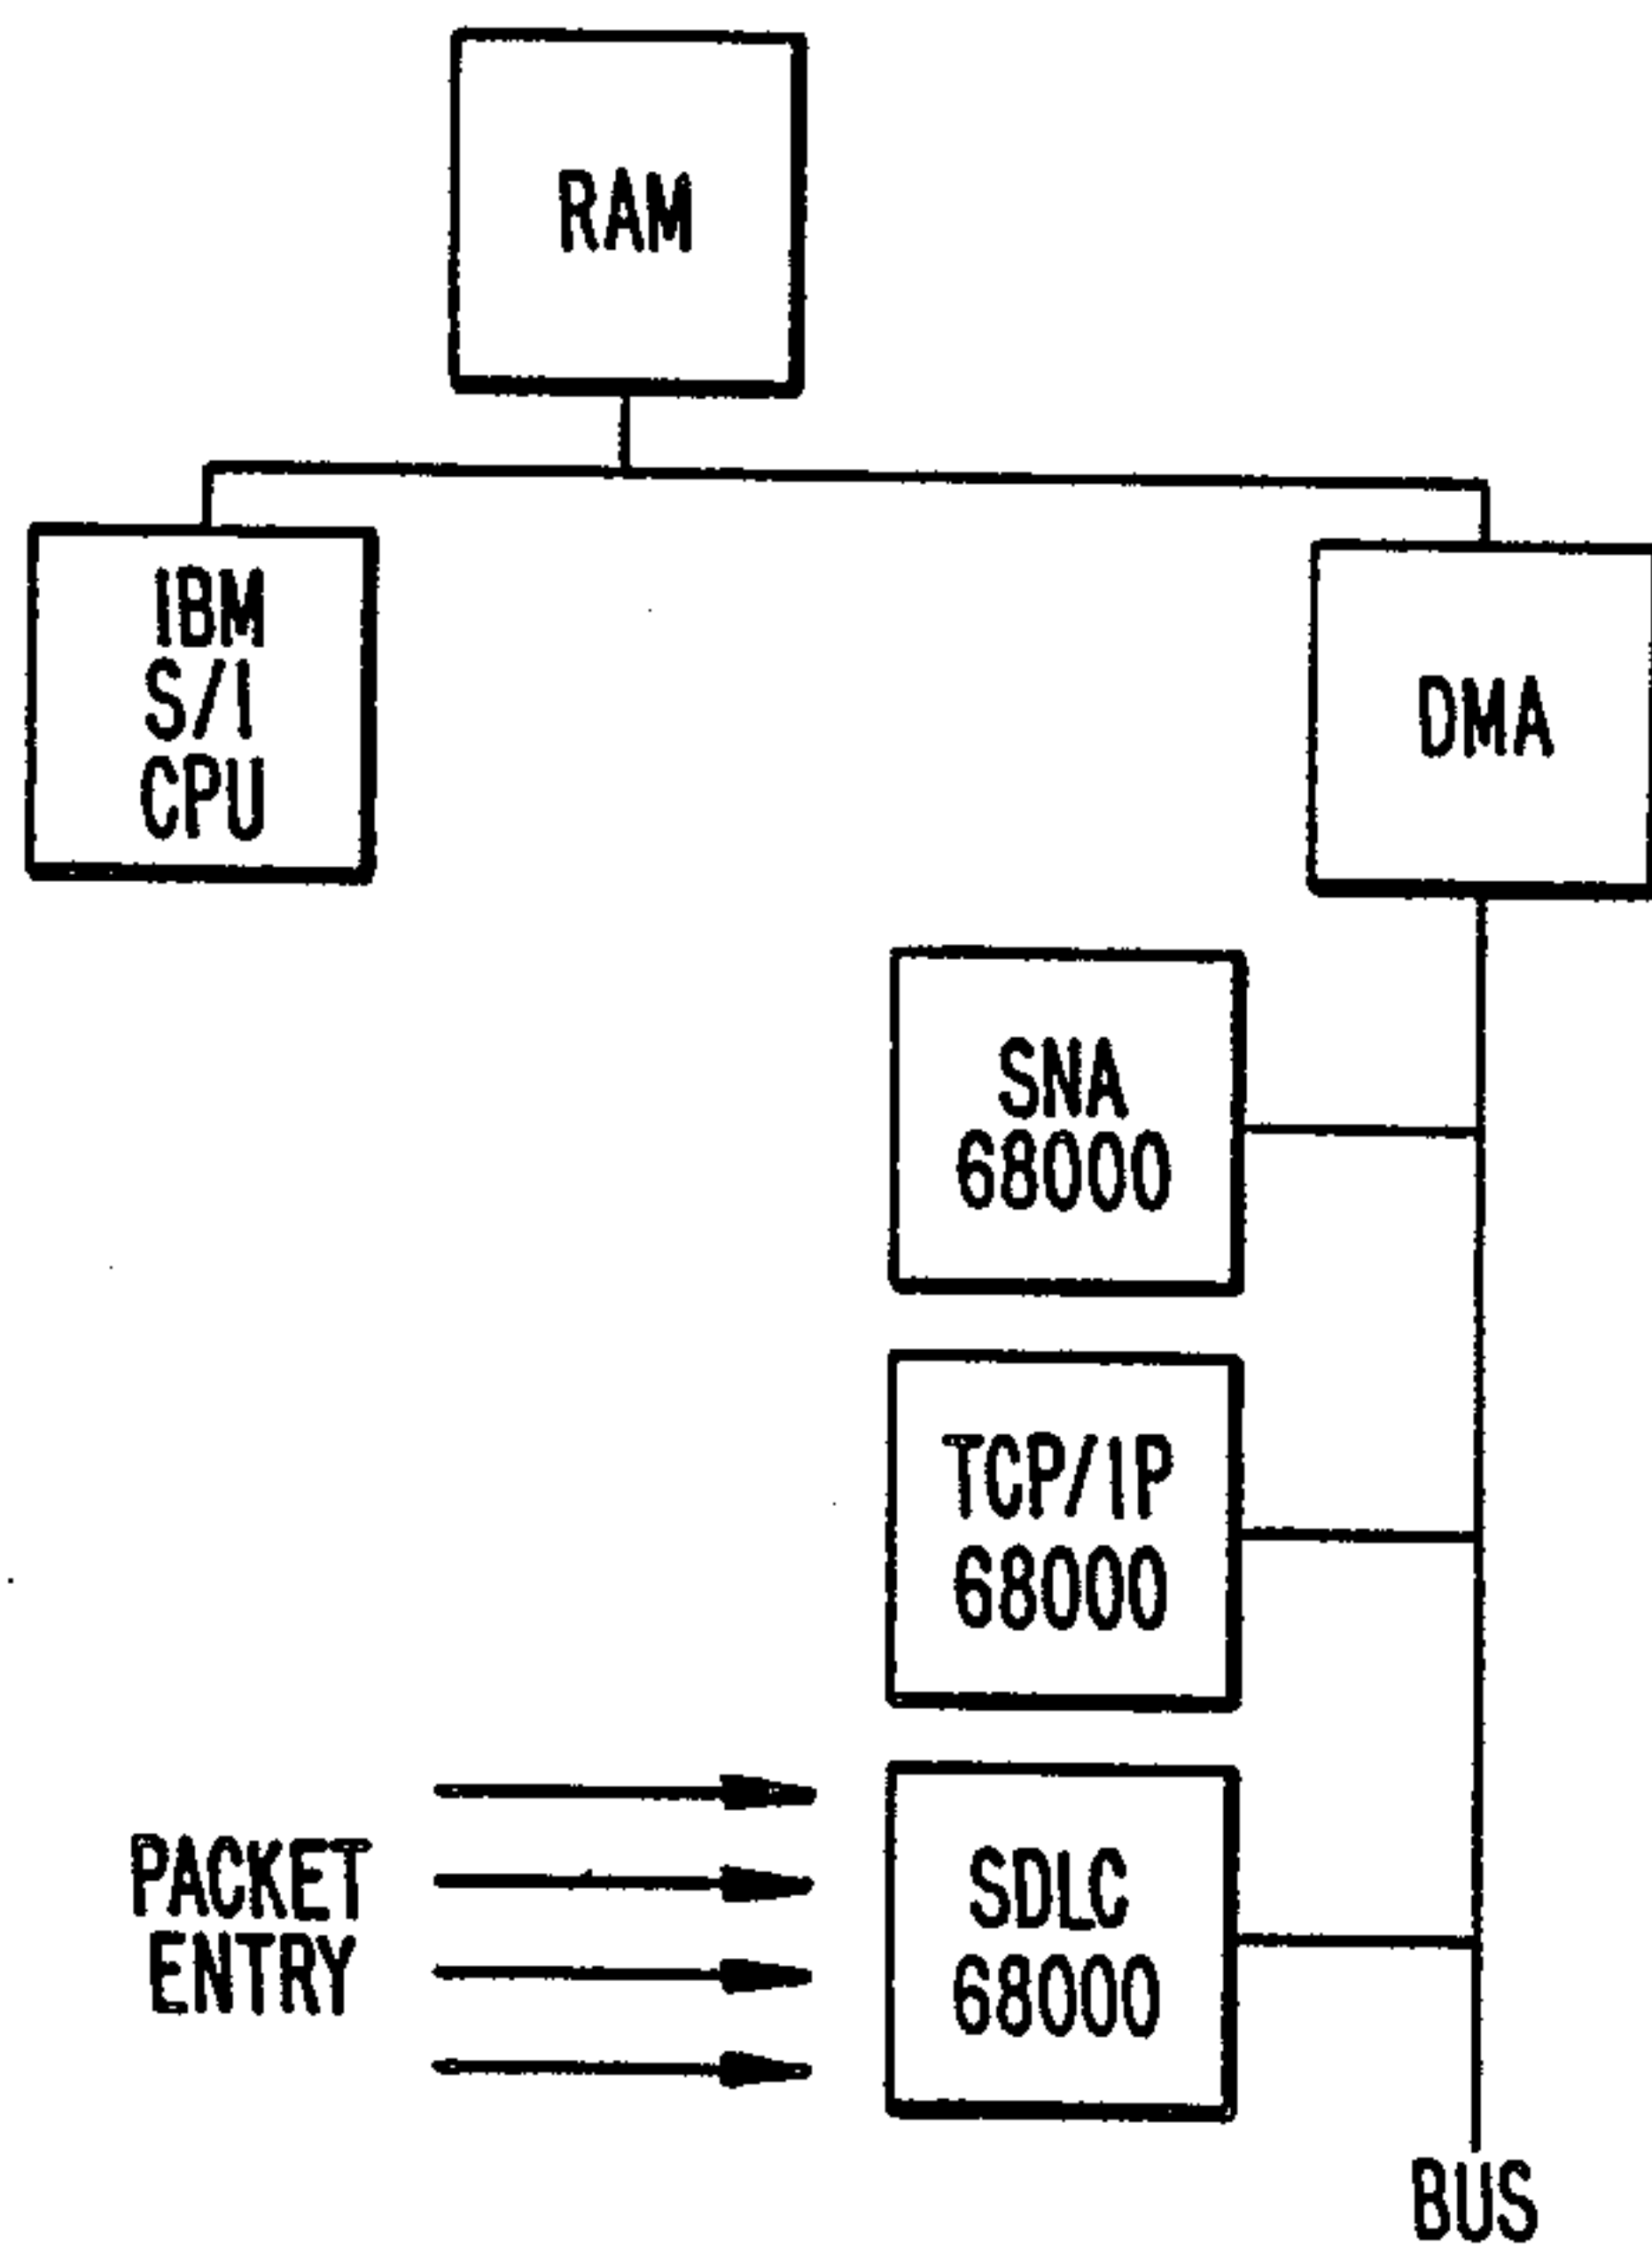 RAM
IBM
S/1
CPU
DMA
SNA
68000
TCP/IP
68000
PACKET
ENTRY
SDLC
68000
BUS